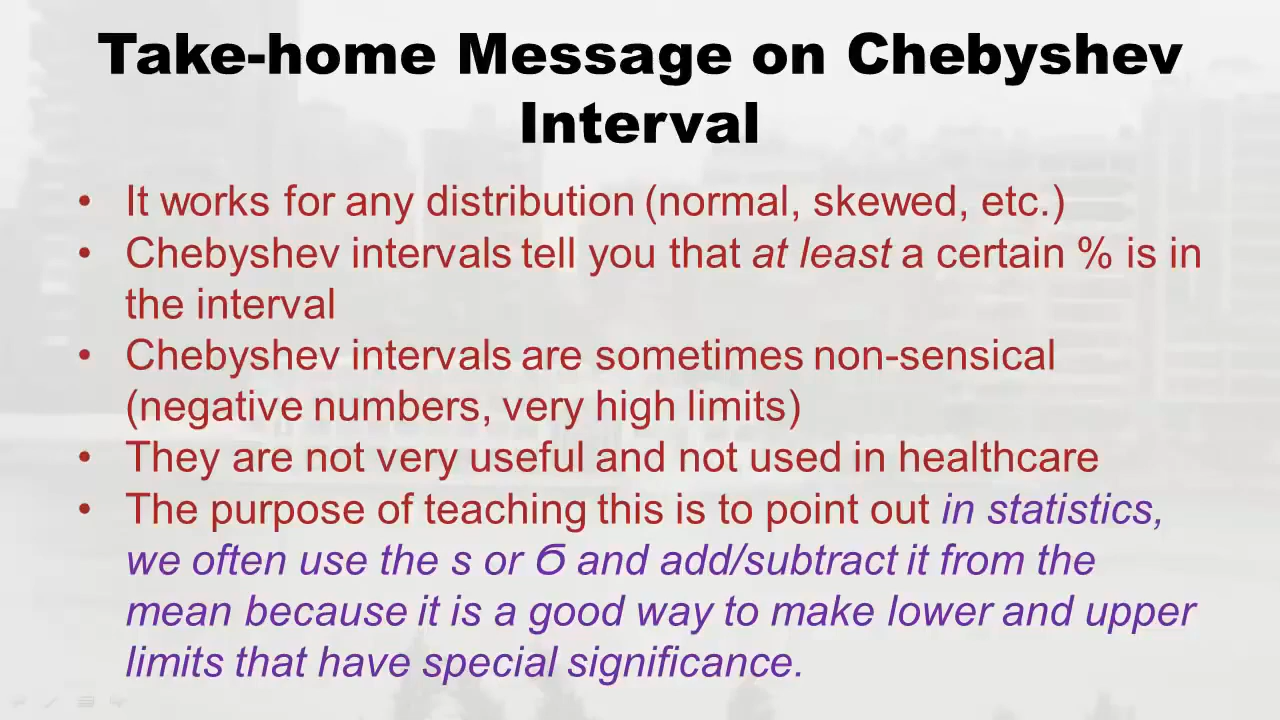 Take-home Message on Chebyshev
Interval
• It works for any distribution (normal, skewed, etc.)
• Chebyshev intervals tell you that at least a certain % is in
the interval
• Chebyshev intervals are sometimes non-sensical
(negative numbers, very high limits)
• They are not very useful and not used in healthcare
• The purpose of teaching this is to point out in statistics,
we often use the s or Ϭ and add/subtract it from the
mean because it is a good way to make lower and upper
limits that have special significance.